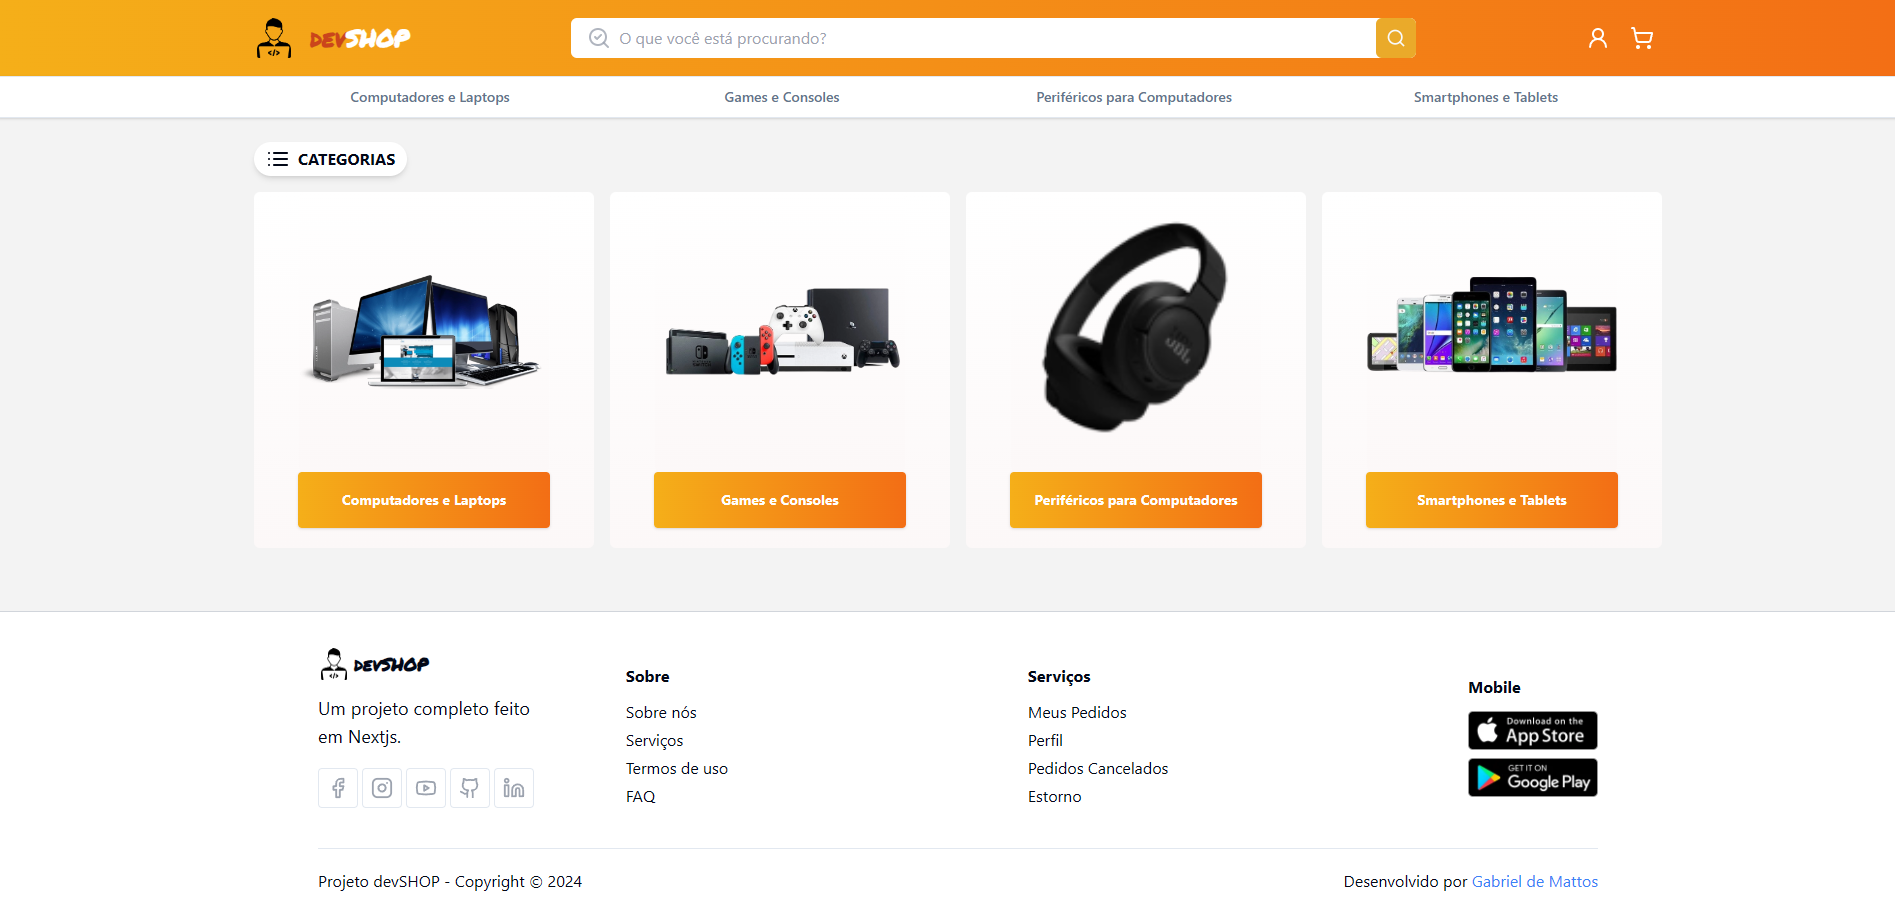 devSHOP
O que você está procurando?
Computadores e Laptops
Games e Consoles
Periféricos para Computadores
Smartphones e Tablets
CATEGORIAS
JBL
Computadores e Laptops
Games e Consoles
Periféricos para Computadores
Smartphones e Tablets
</>
devSHOP
Um projeto completo feito
em Nextjs.
Sobre
Sobre nós
Serviços
Termos de uso
FAQ
Serviços
Meus Pedidos
Perfil
Pedidos Cancelados
Estorno
Mobile
Download on the
App Store
GET IT ON
Google Play
Projeto devSHOP - Copyright © 2024
Desenvolvido por Gabriel de Mattos